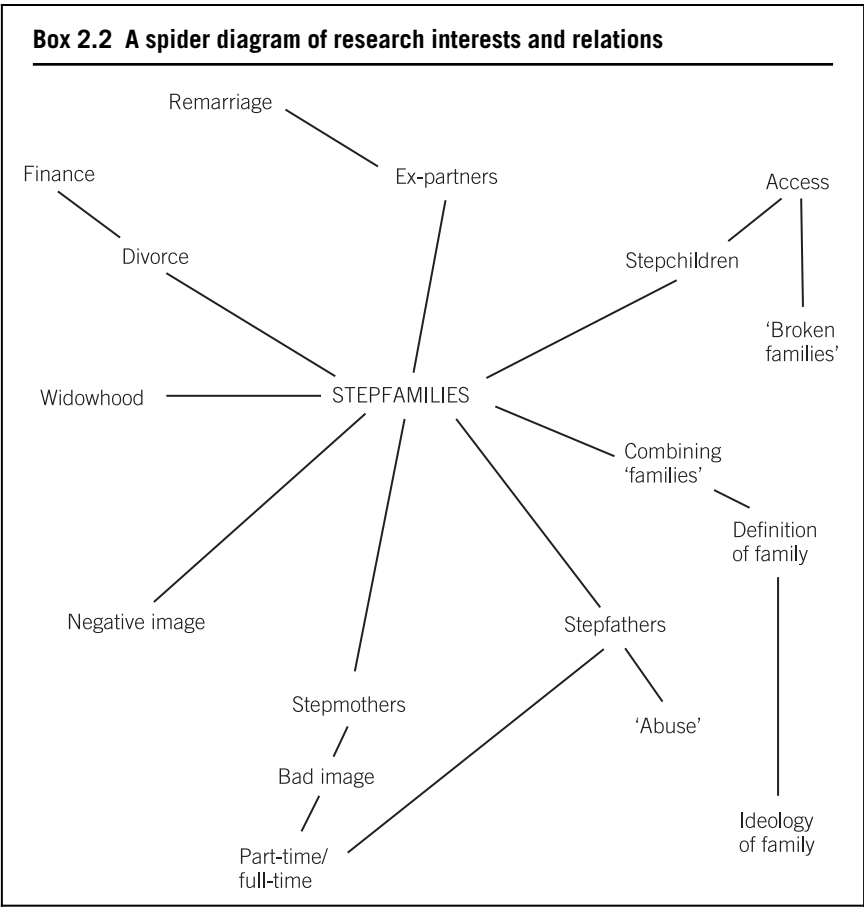 Box 2.2 A spider diagram of research interests and relations
Remarriage
Finance
Ex-partners
Access
Divorce
Stepchildren
‘Broken
families’
Widowhood
STEPFAMILIES
Combining
‘families’
Definition
of family
Negative image
Stepfathers
Stepmothers
‘Abuse’
Bad image
Ideology
of family
Part-time/
full-time